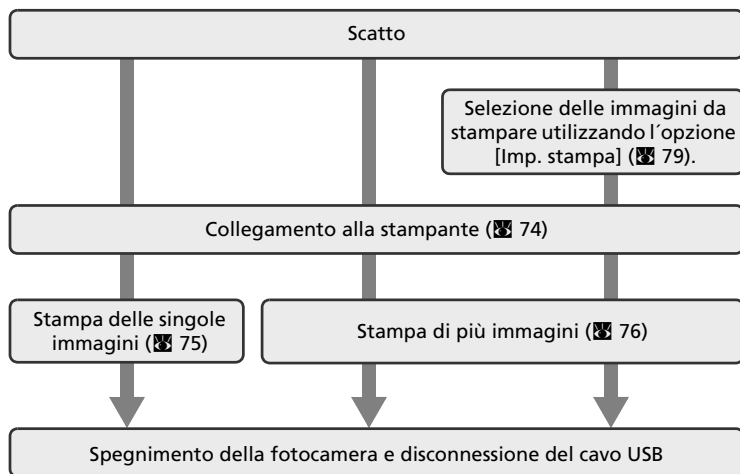 Scatto
Selezione delle immagini da
stampare utilizzando l´opzione
[Imp. stampa] ( 79).
Collegamento alla stampante ( 74)
Stampa delle singole
immagini ( 75)
Stampa di più immagini ( 76)
Spegnimento della fotocamera e disconnessione del cavo USB